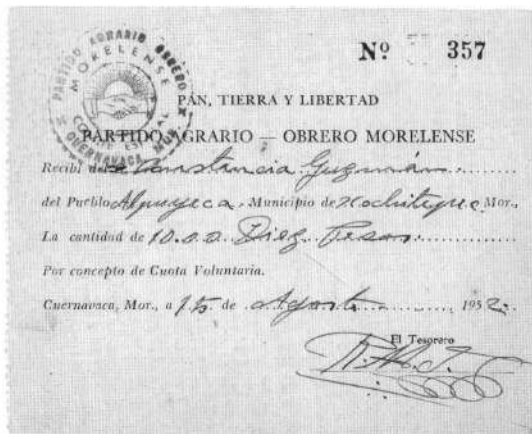 Nº 357
PARTIDO AGRARIO OBRERO MORELENSE
COMITE ESTATAL
CUERNAVACA, MOR.
PAN, TIERRA Y LIBERTAD
PARTIDO AGRARIO — OBRERO MORELENSE
Recibí de Constancia Guzmán
del Pueblo Alpuyeca. Municipio de Xochitepec Mor.,
La cantidad de 10.00 Diez Pesos
Por concepto de Cuota Voluntaria.
Cuernavaca, Mor., a 15 de Agosto, 1952.
El Tesorero